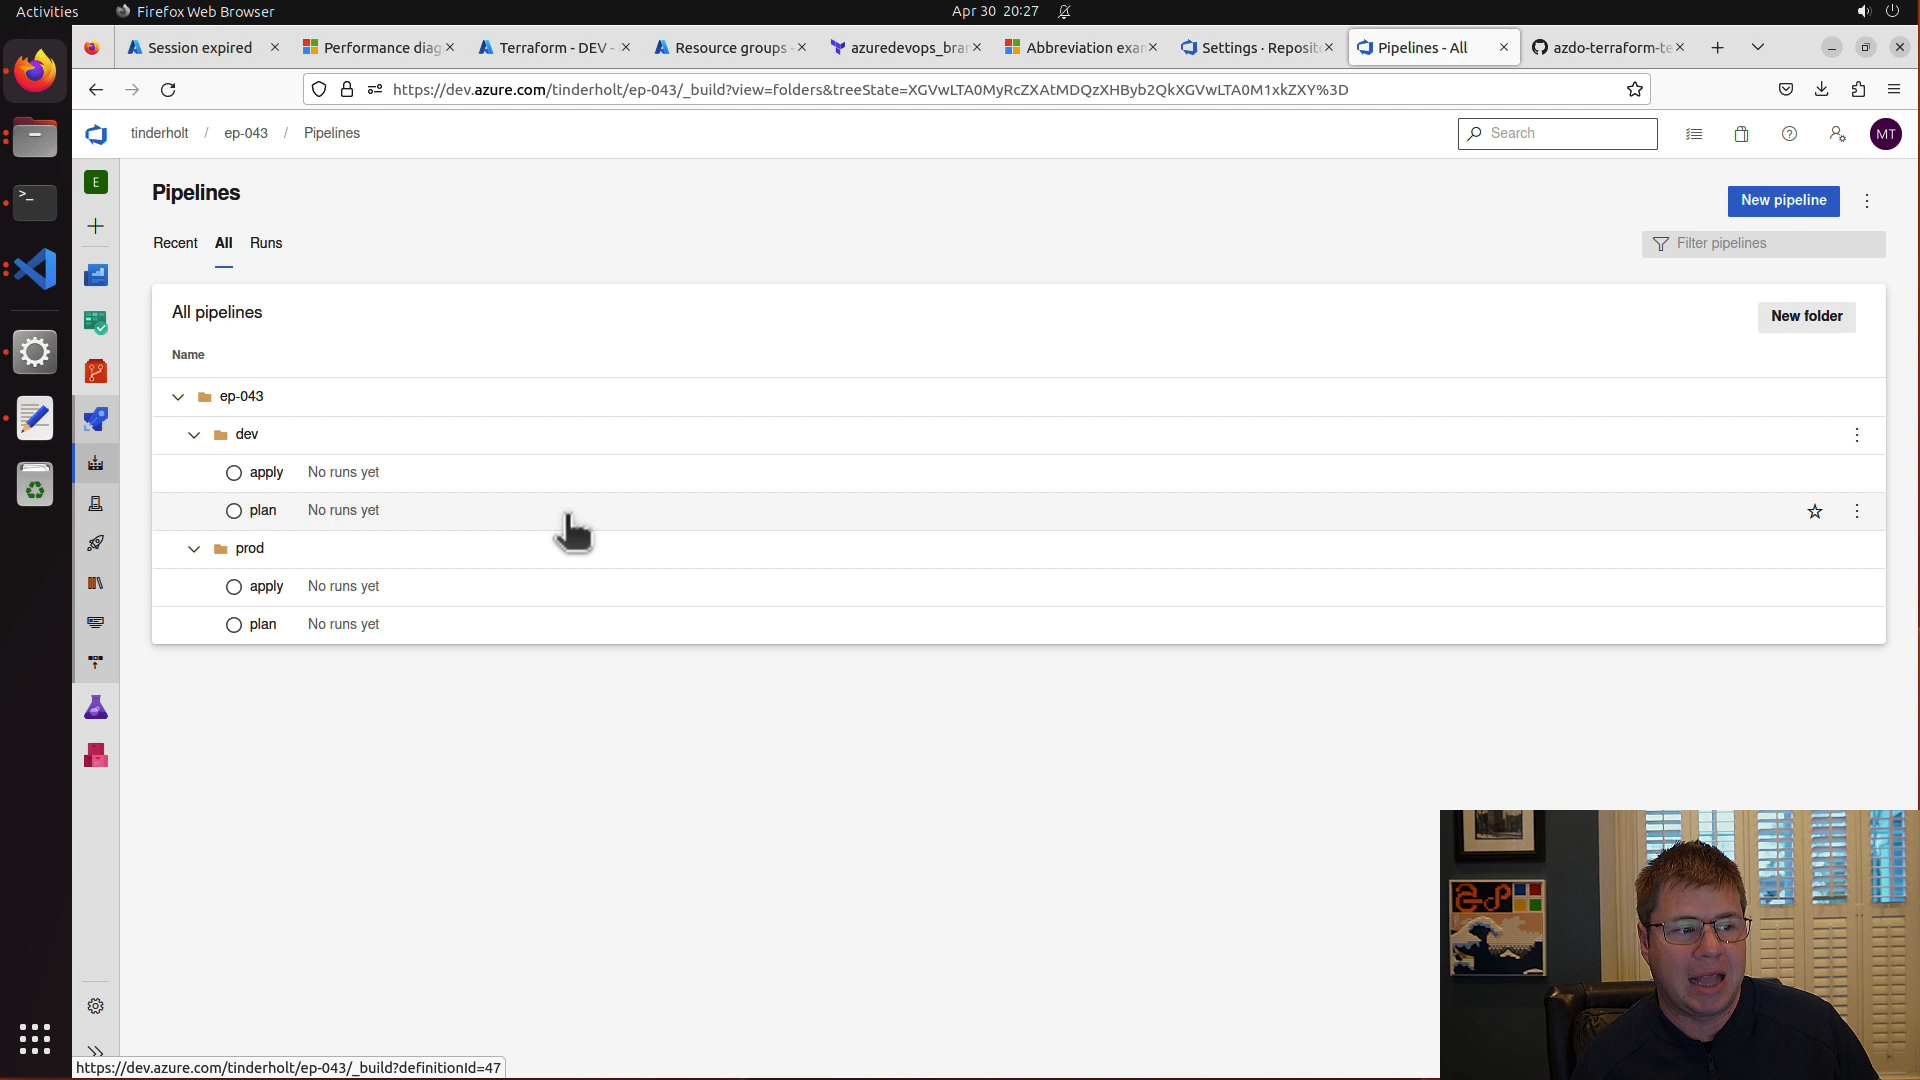 Activities
Firefox Web Browser
Apr 30 20:27
Session expired
Performance diag
Terraform - DEV -
Resource groups -
azuredevops_bra
Abbreviation exa
Settings · Reposit
Pipelines - All
azdo-terraform-te
https://dev.azure.com/tinderholt/ep-043/_build?view=folders&treeState=XGVwLTA0MyRcZXAtMDQzXHByb2QkXGVwLTA0M1xkZXY%3D
tinderholt / ep-043 / Pipelines
Search
MT
E
Pipelines
New pipeline
Recent
All
Runs
Filter pipelines
All pipelines
New folder
Name
ep-043
dev
apply No runs yet
plan No runs yet
prod
apply No runs yet
plan No runs yet
https://dev.azure.com/tinderholt/ep-043/_build?definitionId=47